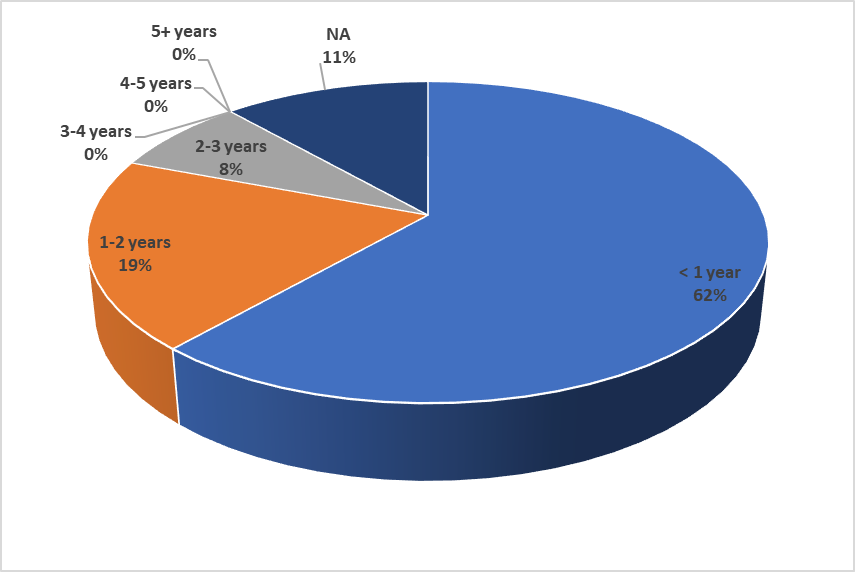 5+ years
0%
NA
11%
4-5 years
0%
3-4 years
0%
2-3 years
8%
1-2 years
19%
< 1 year
62%